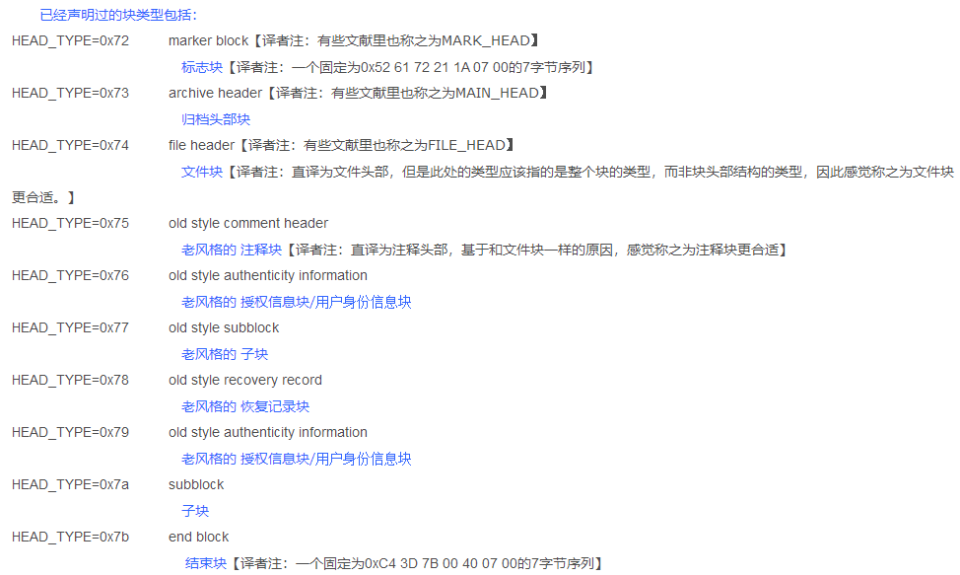 已经声明过的块类型包括：
HEAD_TYPE=0x72 marker block【译者注：有些文献里也称之为MARK_HEAD】
标志块【译者注：一个固定为0x52 61 72 21 1A 07 00的7字节序列】
HEAD_TYPE=0x73 archive header【译者注：有些文献里也称之为MAIN_HEAD】
归档头部块
HEAD_TYPE=0x74 file header【译者注：有些文献里也称之为FILE_HEAD】
文件块【译者注：直译为文件头部，但是此处的类型应该指的是整个块的类型，而非块头部结构的类型，因此感觉称之为文件块
更合适。】
HEAD_TYPE=0x75 old style comment header
老风格的 注释块【译者注：直译为注释头部，基于和文件块一样的原因，感觉称之为注释块更合适】
HEAD_TYPE=0x76 old style authenticity information
老风格的 授权信息块/用户身份信息块
HEAD_TYPE=0x77 old style subblock
老风格的 子块
HEAD_TYPE=0x78 old style recovery record
老风格的 恢复记录块
HEAD_TYPE=0x79 old style authenticity information
老风格的 授权信息块/用户身份信息块
HEAD_TYPE=0x7a subblock
子块
HEAD_TYPE=0x7b end block
结束块【译者注：一个固定为0xC4 3D 7B 00 40 07 00的7字节序列】